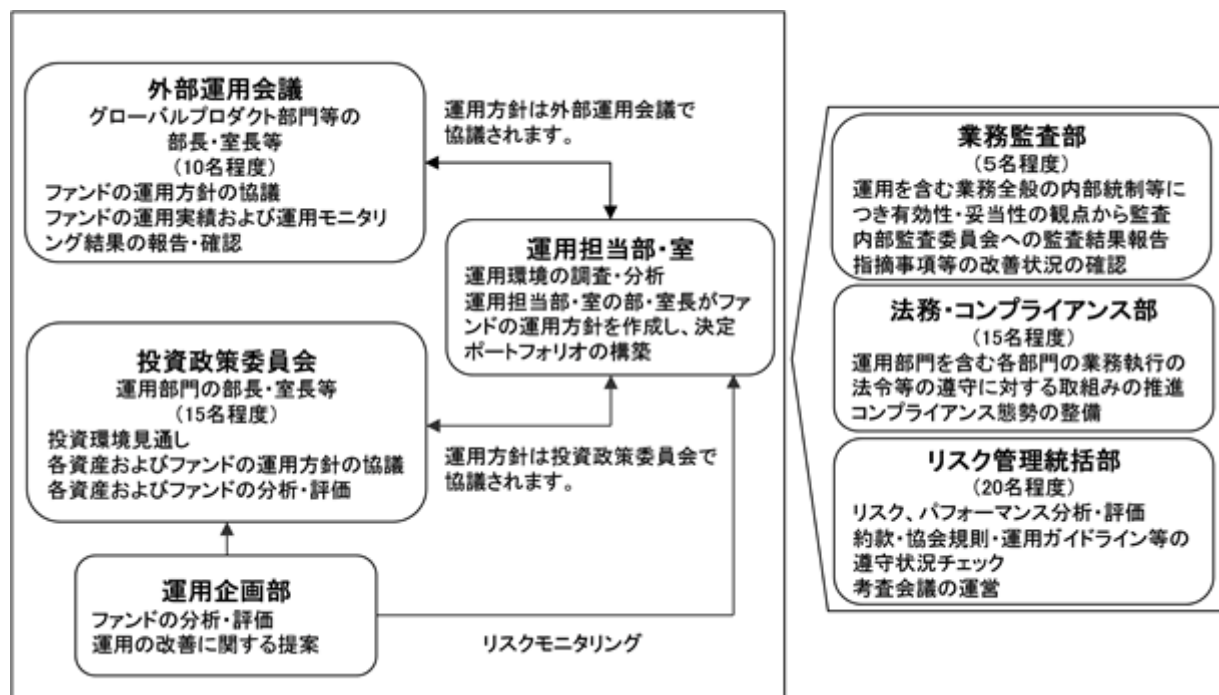 外部運用会議
グローバルプロダクト部門等の
部長・室長等
（10名程度）
ファンドの運用方針の協議
ファンドの運用実績および運用モニタリ
ング結果の報告・確認
運用方針は外部運用会議で
協議されます。
運用担当部・室
運用環境の調査・分析
運用担当部・室の部・室長がファ
ンドの運用方針を作成し、決定
ポートフォリオの構築
投資政策委員会
運用部門の部長・室長等
（15名程度）
投資環境見通し
各資産およびファンドの運用方針の協議
各資産およびファンドの分析・評価
運用方針は投資政策委員会で
協議されます。
運用企画部
ファンドの分析・評価
運用の改善に関する提案
リスクモニタリング
業務監査部
（５名程度）
運用を含む業務全般の内部統制等に
つき有効性・妥当性の観点から監査
内部監査委員会への監査結果報告
指摘事項等の改善状況の確認
法務・コンプライアンス部
（15名程度）
運用部門を含む各部門の業務執行の
法令等の遵守に対する取組みの推進
コンプライアンス態勢の整備
リスク管理統括部
（20名程度）
リスク、パフォーマンス分析・評価
約款・協会規則・運用ガイドライン等の
遵守状況チェック
考査会議の運営